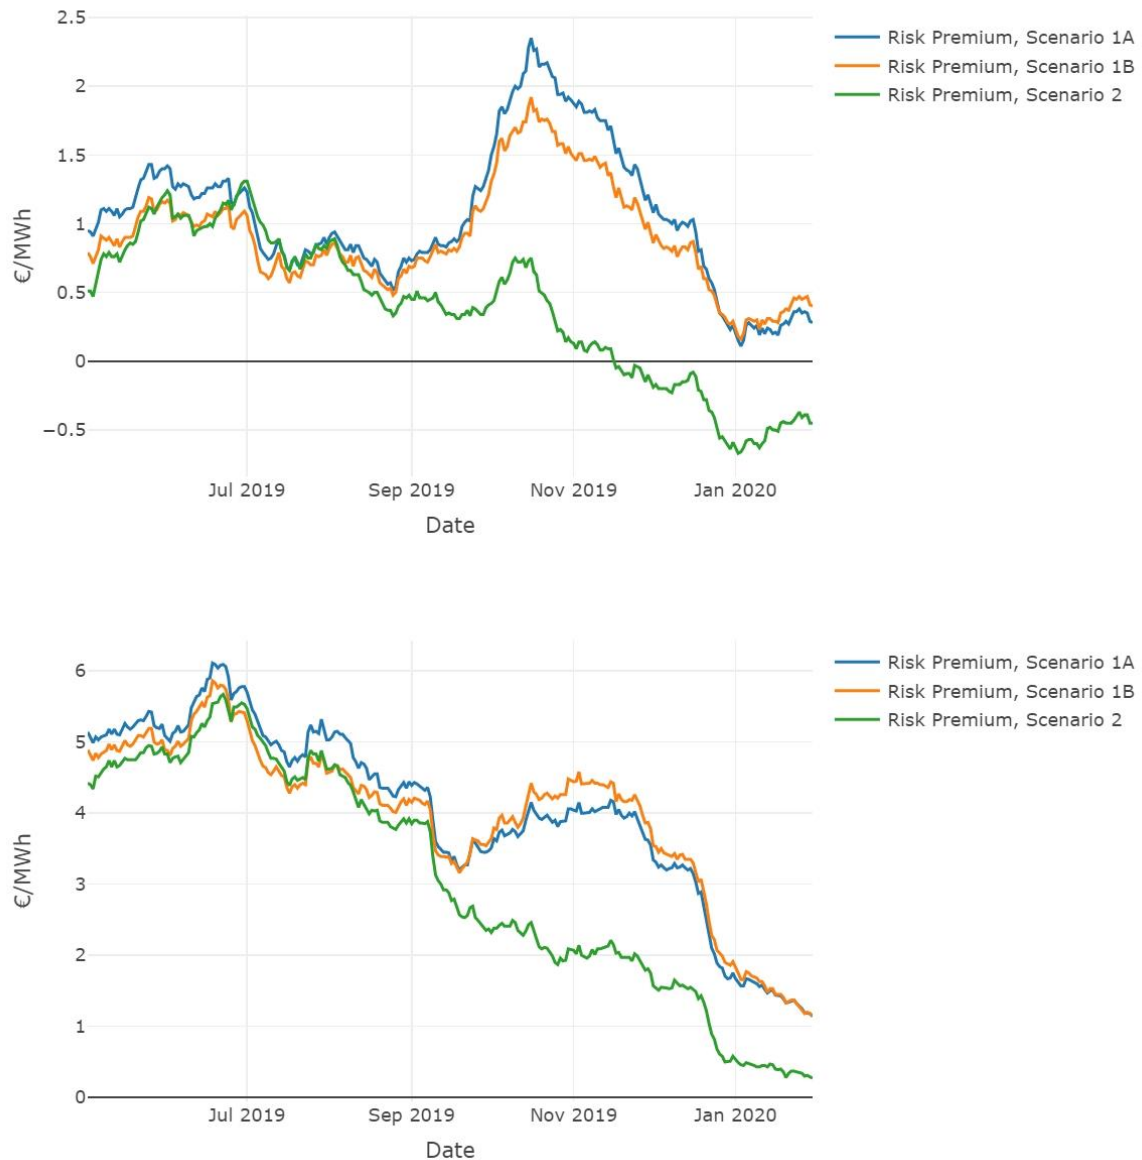 2.5
2
1.5
1
0.5
0
−0.5
€/MWh
Jul 2019
Sep 2019
Nov 2019
Jan 2020
Date
Risk Premium, Scenario 1A
Risk Premium, Scenario 1B
Risk Premium, Scenario 2
6
5
4
3
2
1
0
€/MWh
Jul 2019
Sep 2019
Nov 2019
Jan 2020
Date
Risk Premium, Scenario 1A
Risk Premium, Scenario 1B
Risk Premium, Scenario 2